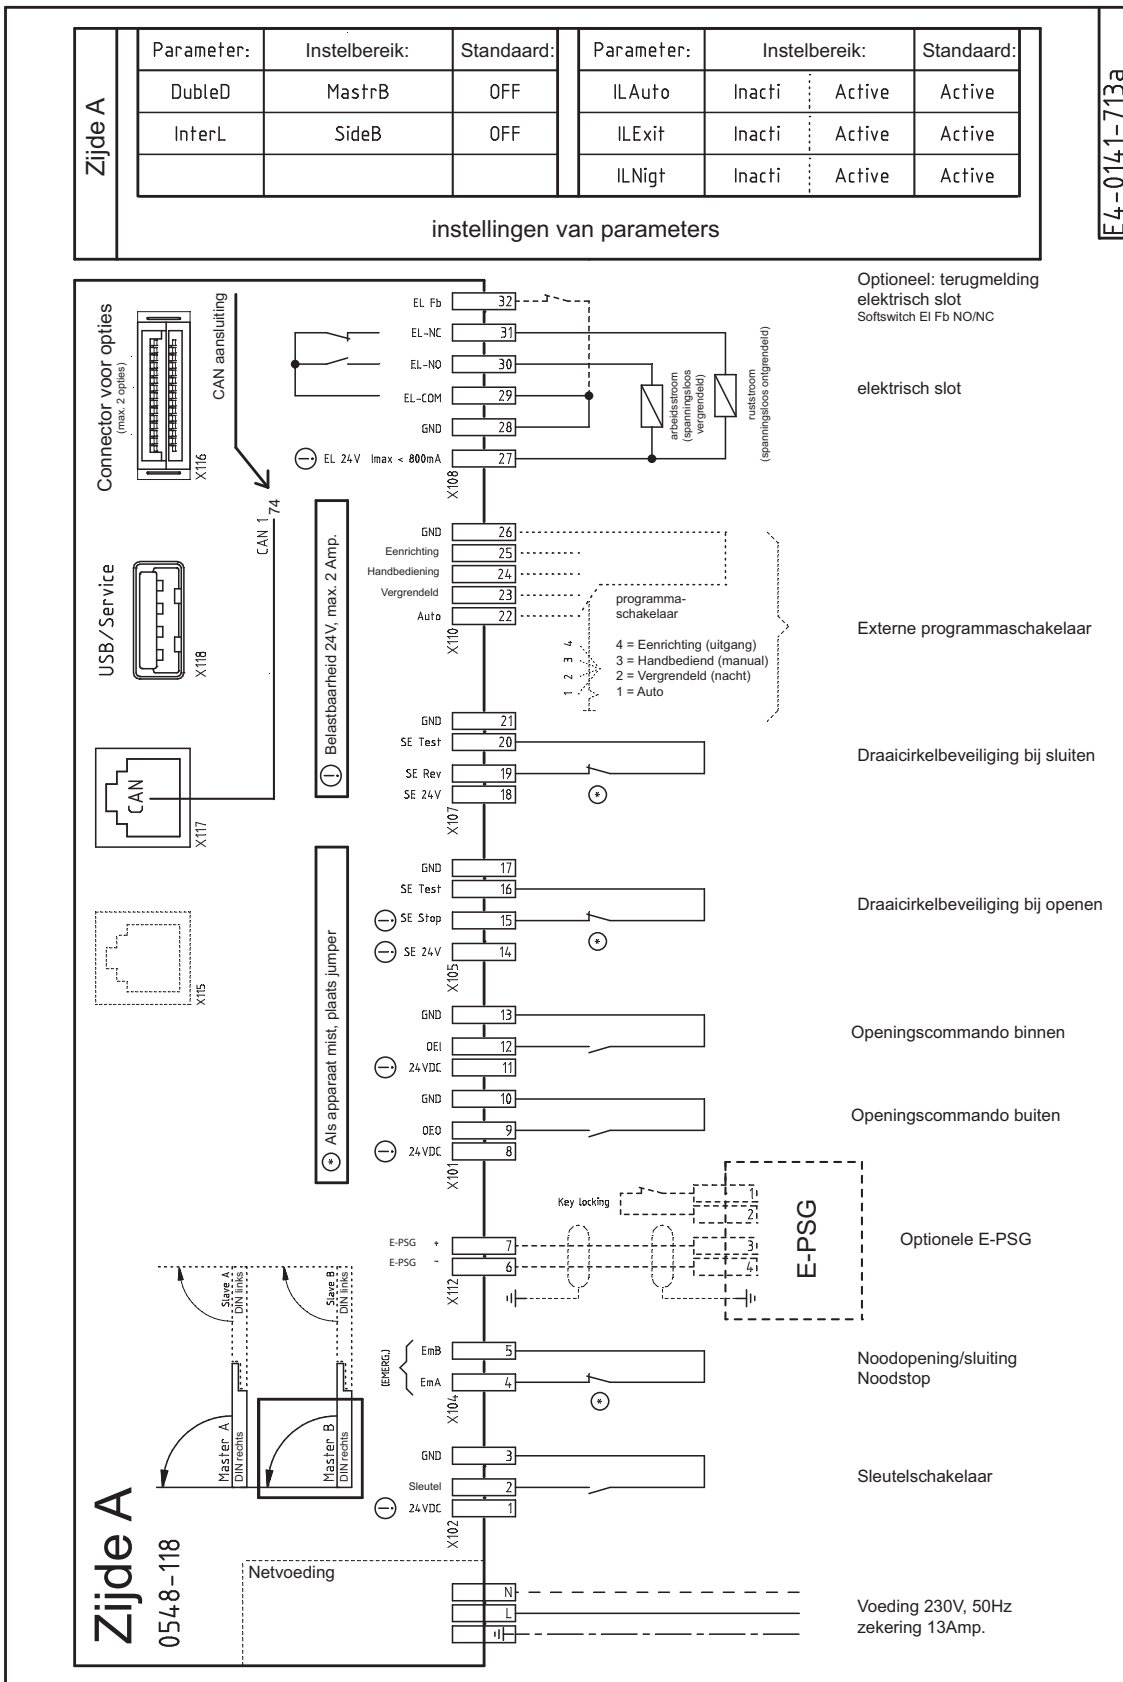 Zijde A
Parameter: Instelbereik: Standaard: Parameter: Instelbereik: Standaard:
DubleD MastrB OFF ILAuto Inacti Active Active
InterL SideB OFF ILExit Inacti Active Active
ILNigt Inacti Active Active
instellingen van parameters
E4-0141-713a
Connector voor opties
(max. 2 opties)
X116
CAN aansluiting
CAN 1
74
USB/Service
X118
CAN
X117
X115
! Belastbaarheid 24V, max. 2 Amp.
* Als apparaat mist, plaats jumper
EL Fb 32
EL-NC 31
EL-NO 30
EL-COM 29
GND 28
! EL 24V Imax < 800mA 27
X108
arbeidsstroom
(spanningsloos
vergrendeld)
ruststroom
(spanningsloos ontgrendeld)
Optioneel: terugmelding
elektrisch slot
Softswitch El Fb NO/NC
elektrisch slot
GND 26
Eenrichting 25
Handbediening 24
Vergrendeld 23
Auto 22
X110
programma-
schakelaar
1 2 3 4
4 = Eenrichting (uitgang)
3 = Handbediend (manual)
2 = Vergrendeld (nacht)
1 = Auto
Externe programmaschakelaar
GND 21
SE Test 20
SE Rev 19
SE 24V 18
X107
*
Draaicirkelbeveiliging bij sluiten
GND 17
SE Test 16
! SE Stop 15
! SE 24V 14
X105
*
Draaicirkelbeveiliging bij openen
GND 13
OEI 12
! 24VDC 11
Openingscommando binnen
GND 10
OEO 9
! 24VDC 8
X101
Openingscommando buiten
Key locking
1
2
3
4
E-PSG
E-PSG + 7
E-PSG - 6
X112
Optionele E-PSG
(EMERG.)
EmB 5
EmA 4
X104
*
Noodopening/sluiting
Noodstop
GND 3
Sleutel 2
! 24VDC 1
X102
Sleutelschakelaar
Slave A
DIN links
Slave B
DIN links
Master A
DIN rechts
Master B
DIN rechts
Zijde A
0548-118
Netvoeding
N
L
Voeding 230V, 50Hz
zekering 13Amp.